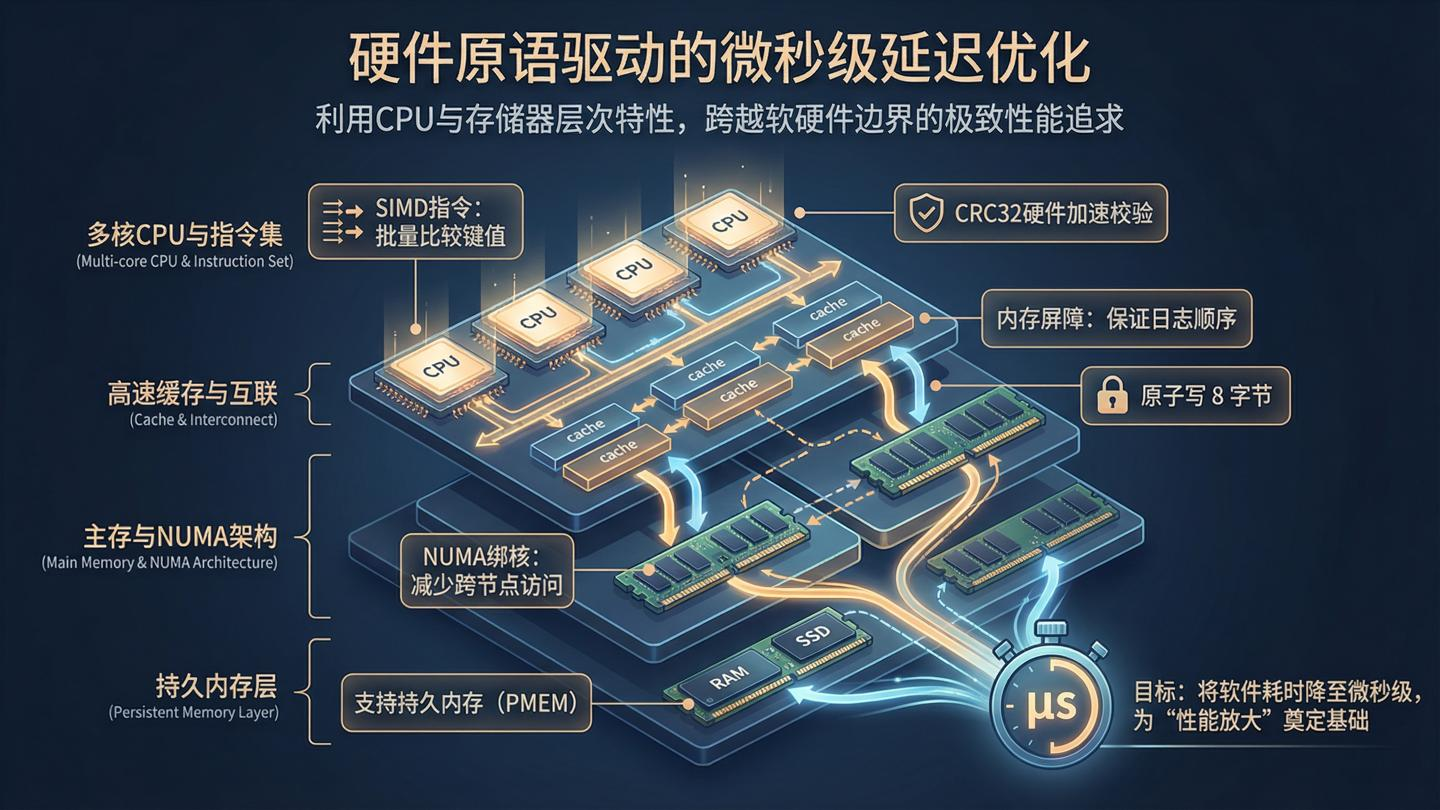 硬件原语驱动的微秒级延迟优化
利用CPU与存储器层次特性，跨越软硬件边界的极致性能追求
多核CPU与指令集
(Multi-core CPU & Instruction Set)
SIMD指令：
批量比较键值
CRC32硬件加速校验
CPU
CPU
CPU
CPU
cache
cache
cache
cache
cache
cache
内存屏障：保证日志顺序
原子写 8 字节
高速缓存与互联
(Cache & Interconnect)
主存与NUMA架构
(Main Memory & NUMA Architecture)
NUMA绑核：
减少跨节点访问
持久内存层
(Persistent Memory Layer)
支持持久内存（PMEM）
RAM
SSD
μs
目标：将软件耗时降至微秒级，
为“性能放大”奠定基础